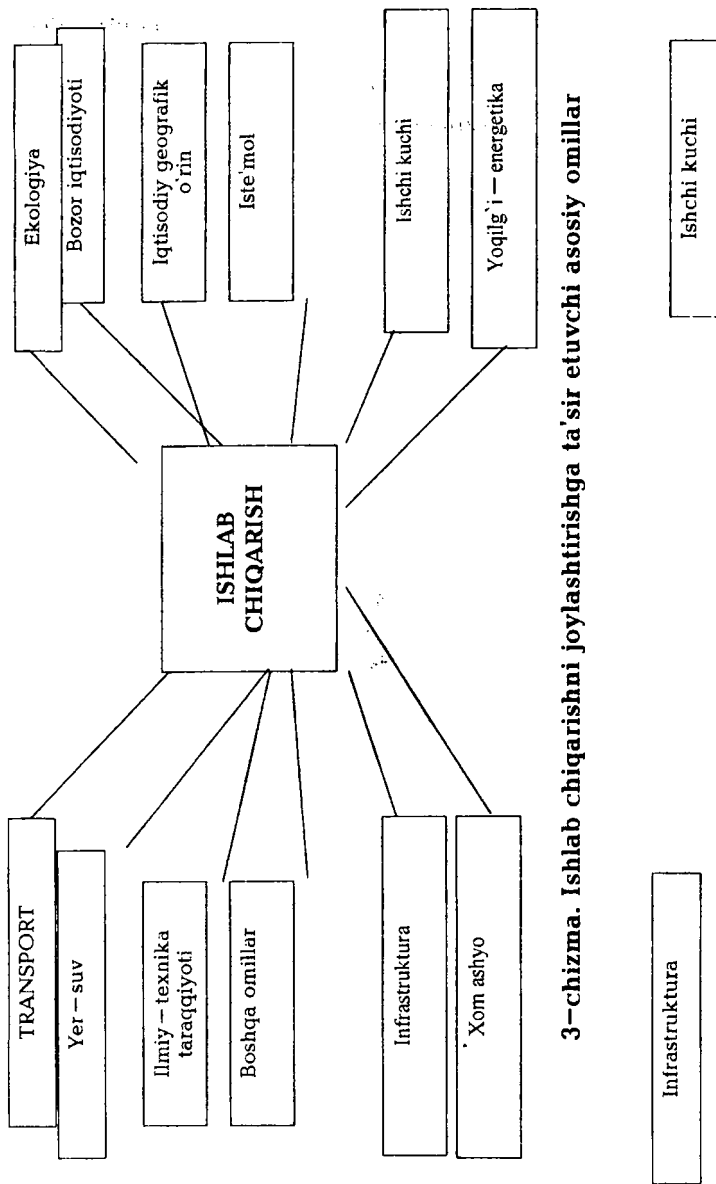 TRANSPORT
Yer – suv
Ilmiy – texnika
taraqqiyoti
Boshqa omillar
Infrastruktura
Xom ashyo
ISHLAB
CHIQARISH
Ekologiya
Bozor iqtisodiyoti
Iqtisodiy geografik
o`rin
Iste'mol
Ishchi kuchi
Yoqilg`i – energetika
3–chizma. Ishlab chiqarishni joylashtirishga ta'sir etuvchi asosiy omillar
Infrastruktura
Ishchi kuchi